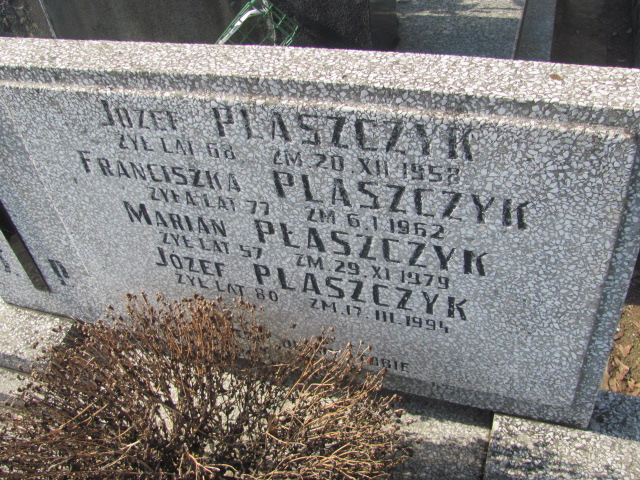 JÓZEF PŁASZCZYK
ŻYŁ LAT 68 ZM. 20.XII.1958
FRANCISZKA PŁASZCZYK
ŻYŁA LAT 77 ZM. 6.I.1962
MARIAN PŁASZCZYK
ŻYŁ LAT 57 ZM. 29.XI.1979
JÓZEF PŁASZCZYK
ŻYŁ LAT 80 ZM. 17.III.1994